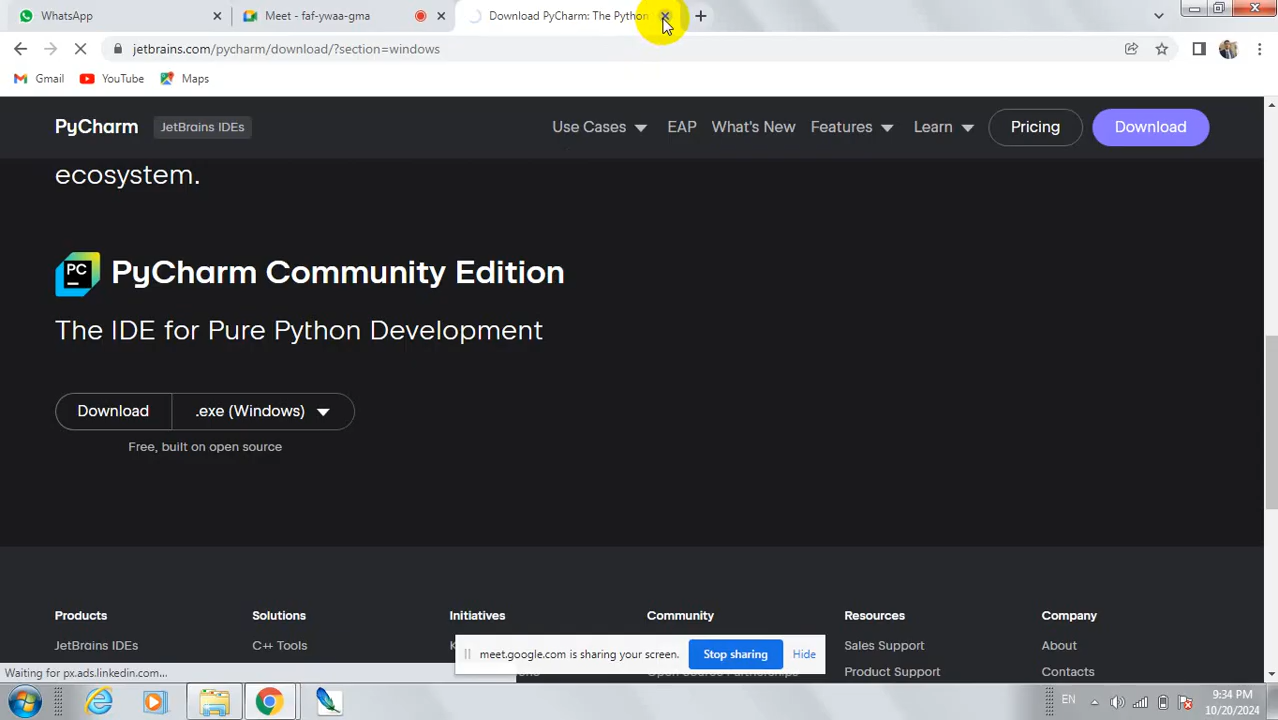 WhatsApp
Meet - faf-ywaa-gma
Download PyCharm: The Python
jetbrains.com/pycharm/download/?section=windows
Gmail
YouTube
Maps
PyCharm
JetBrains IDEs
Use Cases
EAP
What's New
Features
Learn
Pricing
Download
ecosystem.
PC
PyCharm Community Edition
The IDE for Pure Python Development
Download
.exe (Windows)
Free, built on open source
Products
Solutions
Initiatives
Community
Resources
Company
JetBrains IDEs
C++ Tools
Sales Support
About
meet.google.com is sharing your screen.
Stop sharing
Hide
Product Support
Contacts
Waiting for px.ads.linkedin.com...
EN
9:34 PM
10/20/2024